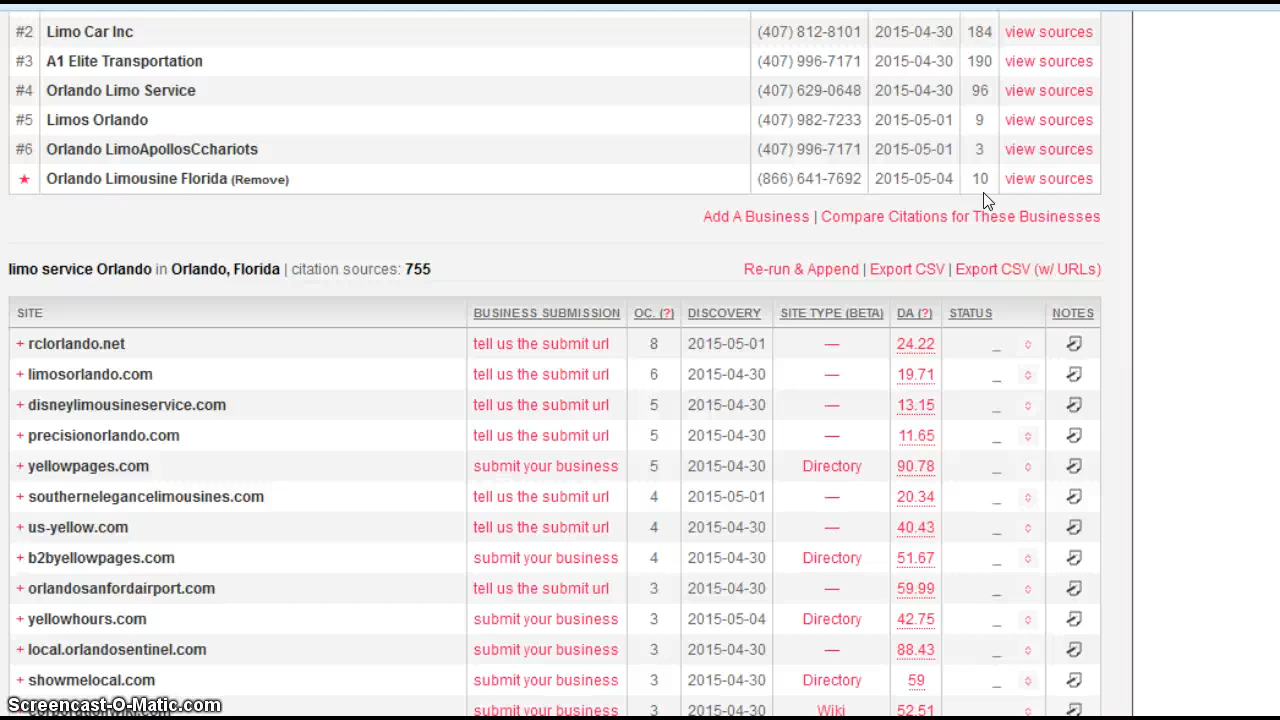 #2 Limo Car Inc (407) 812-8101 2015-04-30 184 view sources
#3 A1 Elite Transportation (407) 996-7171 2015-04-30 190 view sources
#4 Orlando Limo Service (407) 629-0648 2015-04-30 96 view sources
#5 Limos Orlando (407) 982-7233 2015-05-01 9 view sources
#6 Orlando LimoApollosCchariots (407) 996-7171 2015-05-01 3 view sources
★ Orlando Limousine Florida (Remove) (866) 641-7692 2015-05-04 10 view sources
Add A Business | Compare Citations for These Businesses
limo service Orlando in Orlando, Florida | citation sources: 755 Re-run & Append | Export CSV | Export CSV (w/ URLs)
SITE BUSINESS SUBMISSION OC. (?) DISCOVERY SITE TYPE (BETA) DA (?) STATUS NOTES
+ rclorlando.net tell us the submit url 8 2015-05-01 — 24.22 _
+ limosorlando.com tell us the submit url 6 2015-04-30 — 19.71 _
+ disneylimousineservice.com tell us the submit url 5 2015-04-30 — 13.15 _
+ precisionorlando.com tell us the submit url 5 2015-04-30 — 11.65 _
+ yellowpages.com submit your business 5 2015-04-30 Directory 90.78 _
+ southernelegancelimousines.com tell us the submit url 4 2015-05-01 — 20.34 _
+ us-yellow.com tell us the submit url 4 2015-04-30 — 40.43 _
+ b2byellowpages.com submit your business 4 2015-04-30 Directory 51.67 _
+ orlandosanfordairport.com tell us the submit url 3 2015-04-30 — 59.99 _
+ yellowhours.com submit your business 3 2015-05-04 Directory 42.75 _
+ local.orlandosentinel.com submit your business 3 2015-04-30 — 88.43 _
+ showmelocal.com submit your business 3 2015-04-30 Directory 59 _
submit your business 3 2015-04-30 Wiki 52.51 _
Screencast-O-Matic.com